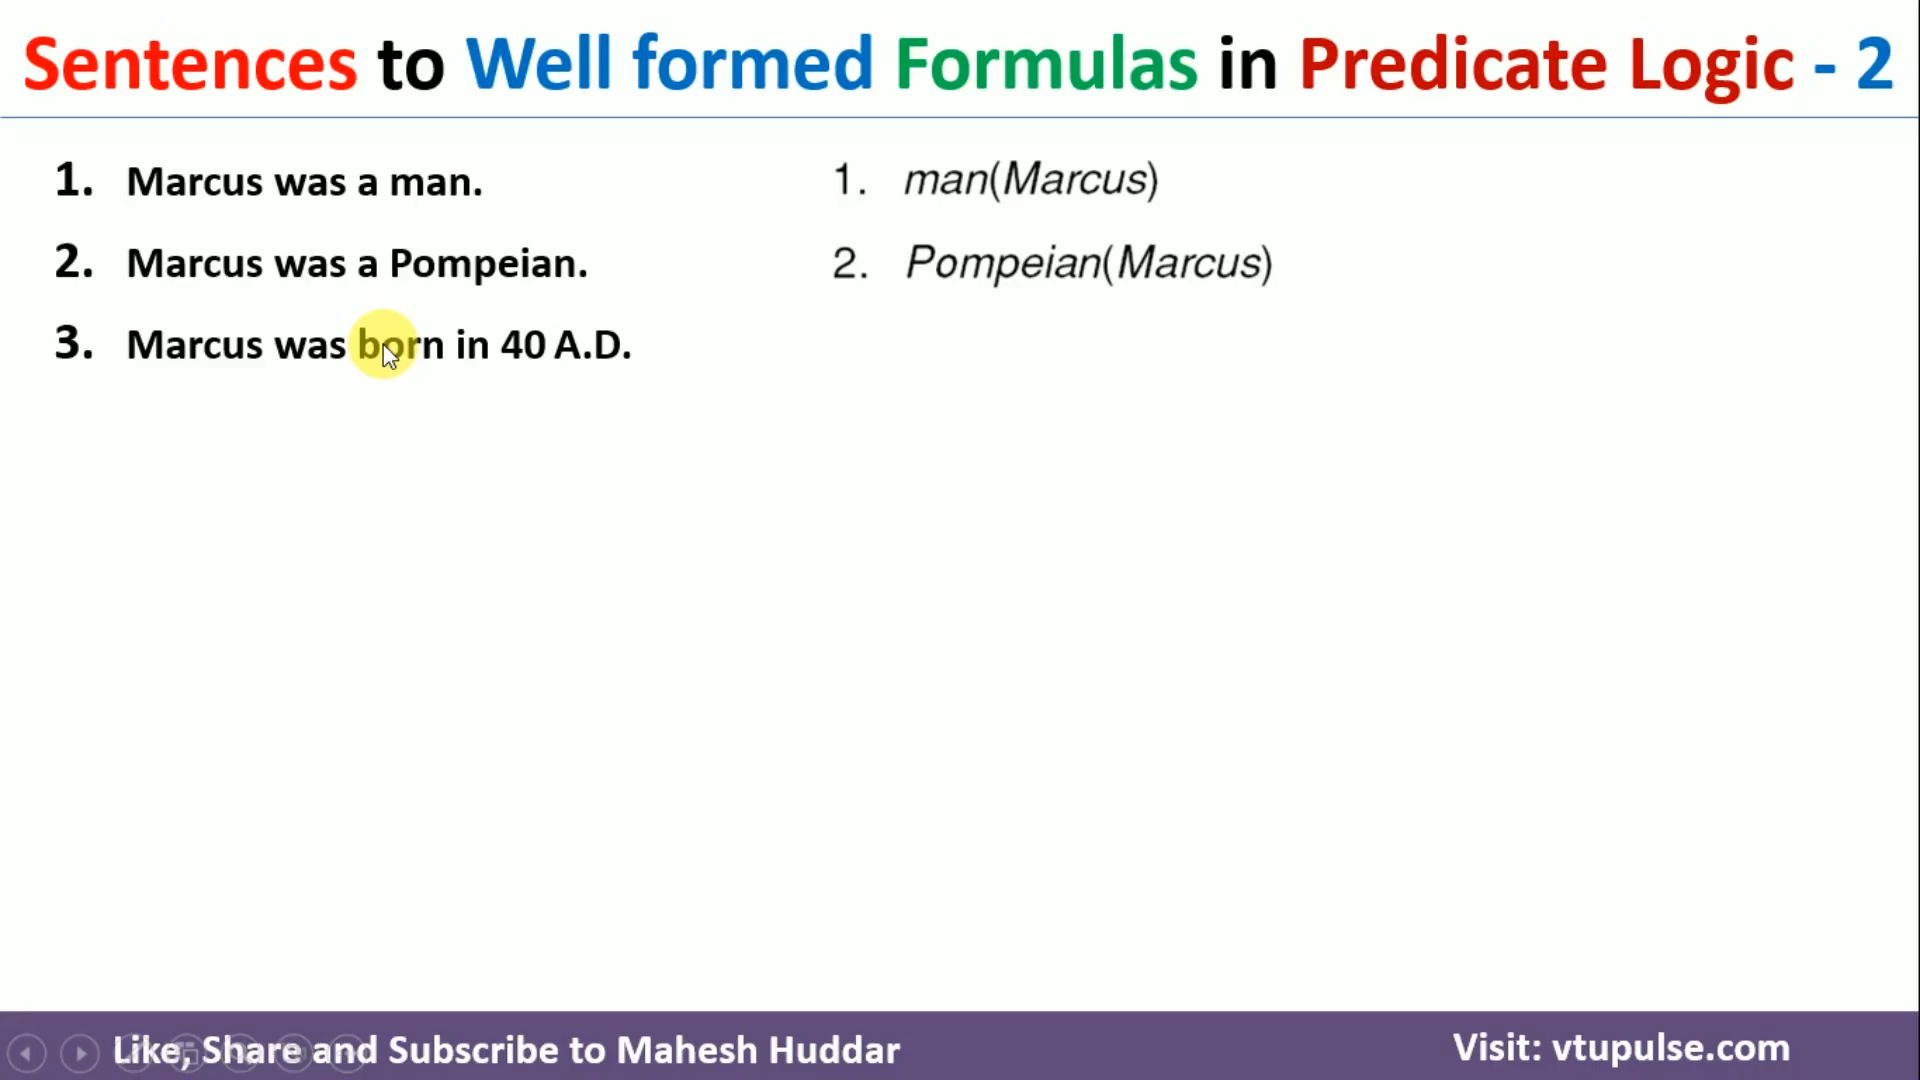 Sentences to Well formed Formulas in Predicate Logic - 2
1. Marcus was a man.
1. man(Marcus)
2. Marcus was a Pompeian.
2. Pompeian(Marcus)
3. Marcus was born in 40 A.D.
Like, Share and Subscribe to Mahesh Huddar
Visit: vtupulse.com